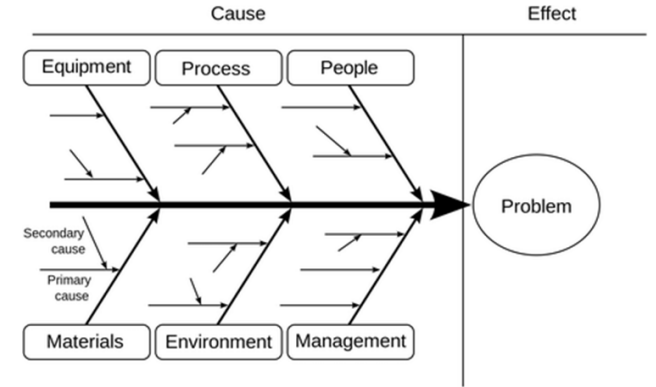 Cause
Effect
Equipment
Process
People
Problem
Secondary
cause
Primary
cause
Materials
Environment
Management